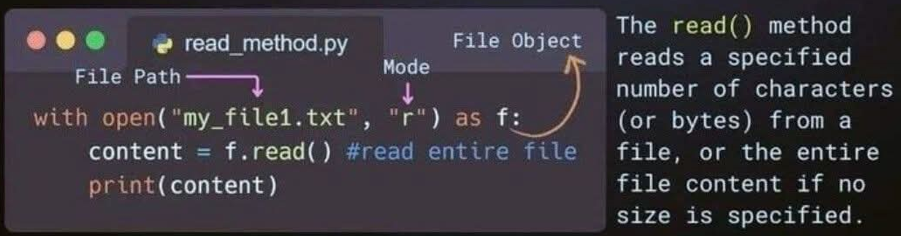 read_method.py
File Object
File Path
Mode
with open("my_file1.txt", "r") as f:
content = f.read() #read entire file
print(content)
The read() method
reads a specified
number of characters
(or bytes) from a
file, or the entire
file content if no
size is specified.